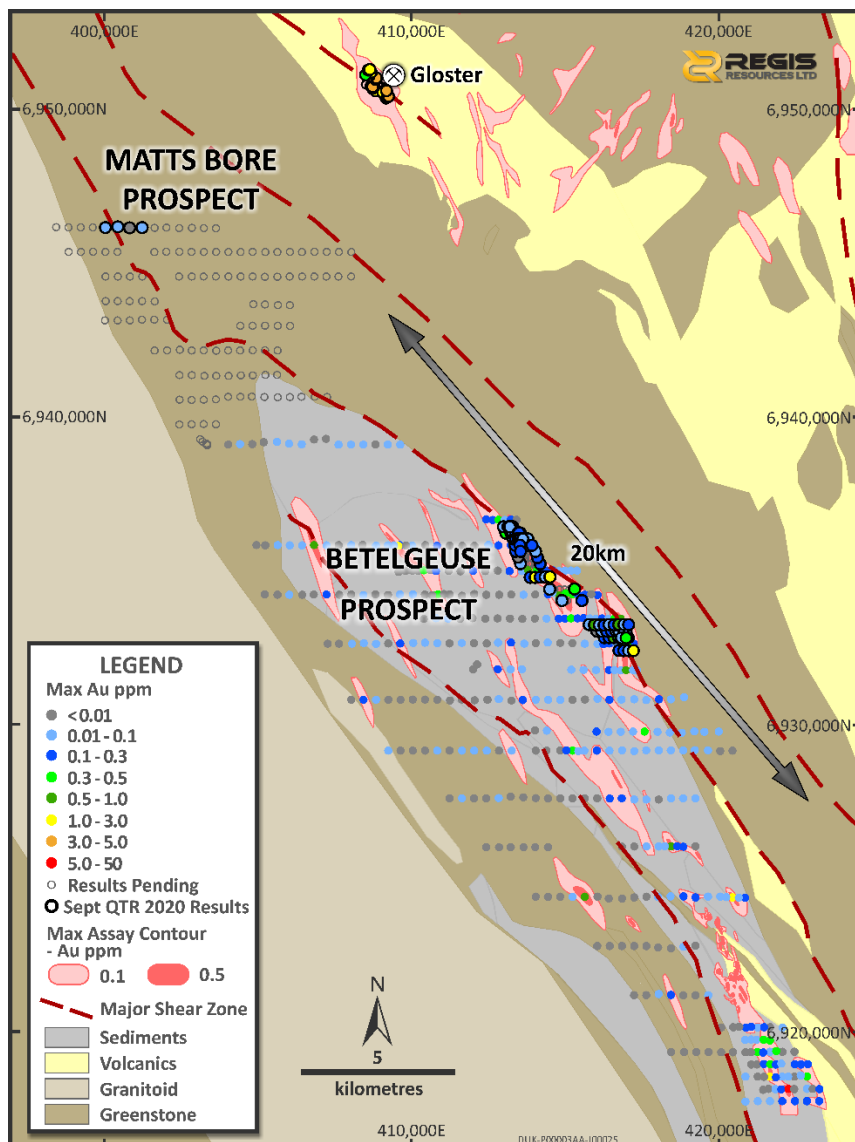 400,000E
410,000E
420,000E
REGIS
RESOURCES LTD
Gloster
6,950,000N
6,950,000N
MATTS BORE
PROSPECT
6,940,000N
6,940,000N
20km
BETELGEUSE
PROSPECT
6,930,000N
LEGEND
Max Au ppm
<0.01
0.01 - 0.1
0.1 - 0.3
0.3 - 0.5
0.5 - 1.0
1.0 - 3.0
3.0 - 5.0
5.0 - 50
Results Pending
Sept QTR 2020 Results
Max Assay Contour
- Au ppm
0.1
0.5
Major Shear Zone
Sediments
Volcanics
Granitoid
Greenstone
N
5
kilometres
6,920,000N
410,000E
420,000E